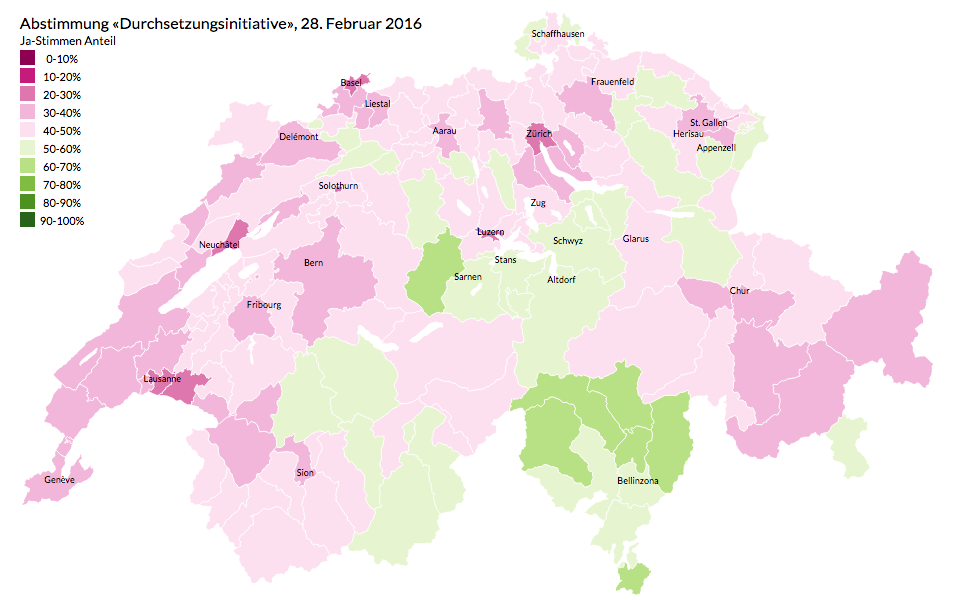 Abstimmung «Durchsetzungsinitiative», 28. Februar 2016
Ja-Stimmen Anteil
0-10%
10-20%
20-30%
30-40%
40-50%
50-60%
60-70%
70-80%
80-90%
90-100%
Schaffhausen
Basel
Frauenfeld
Liestal
St. Gallen
Aarau
Zürich
Herisau
Delémont
Appenzell
Solothurn
Zug
Luzern
Neuchâtel
Schwyz
Glarus
Stans
Bern
Sarnen
Altdorf
Chur
Fribourg
Lausanne
Sion
Genève
Bellinzona